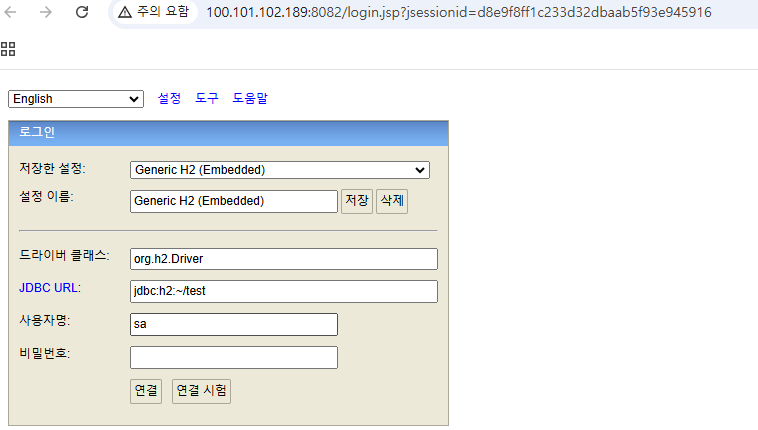 주의 요함 100.101.102.189:8082/login.jsp?jsessionid=d8e9f8ff1c233d32dbaab5f93e945916
English 설정 도구 도움말
로그인
저장한 설정: Generic H2 (Embedded)
설정 이름: Generic H2 (Embedded) 저장 삭제
드라이버 클래스: org.h2.Driver
JDBC URL: jdbc:h2:~/test
사용자명: sa
비밀번호:
연결 연결 시험